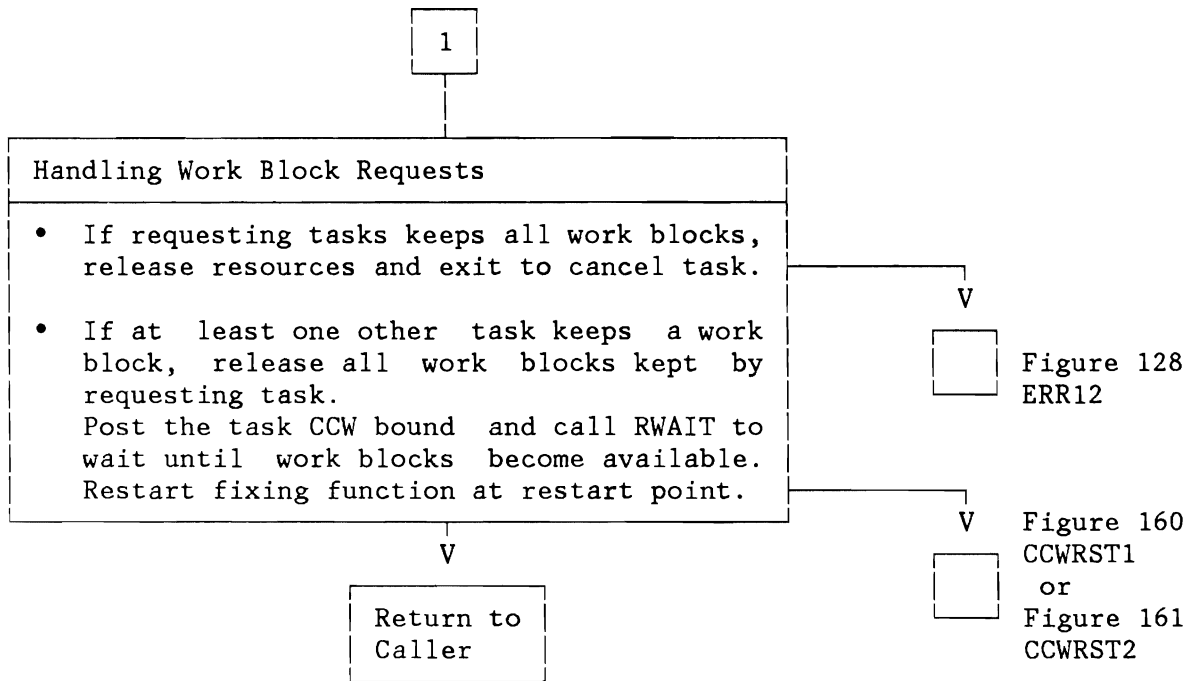 1
Handling Work Block Requests
• If requesting tasks keeps all work blocks,
release resources and exit to cancel task.
V
Figure 128
ERR12
• If at least one other task keeps a work
block, release all work blocks kept by
requesting task.
Post the task CCW bound and call RWAIT to
wait until work blocks become available.
Restart fixing function at restart point.
V
Figure 160
CCWRST1
or
Figure 161
CCWRST2
V
Return to
Caller